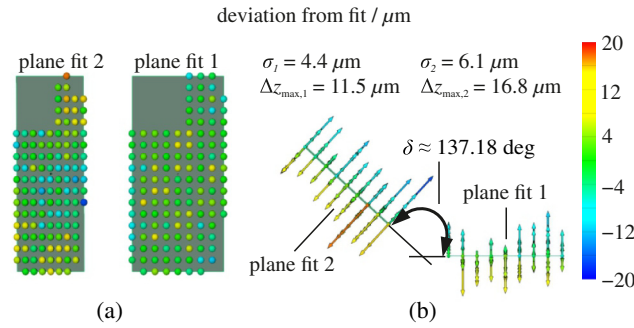 deviation from fit / μm
plane fit 2 plane fit 1
σ1 = 4.4 μm
Δzmax,1 = 11.5 μm
σ2 = 6.1 μm
Δzmax,2 = 16.8 μm
δ ≈ 137.18 deg
plane fit 1
plane fit 2
20
12
4
−4
−12
−20
(a) (b)